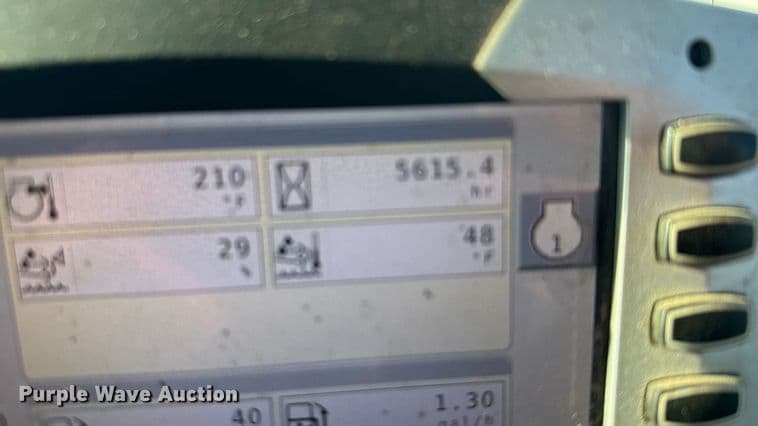 210 5615.4
°F hr
29 48
% °F
1
40 1.30
gal/h
Purple Wave Auction